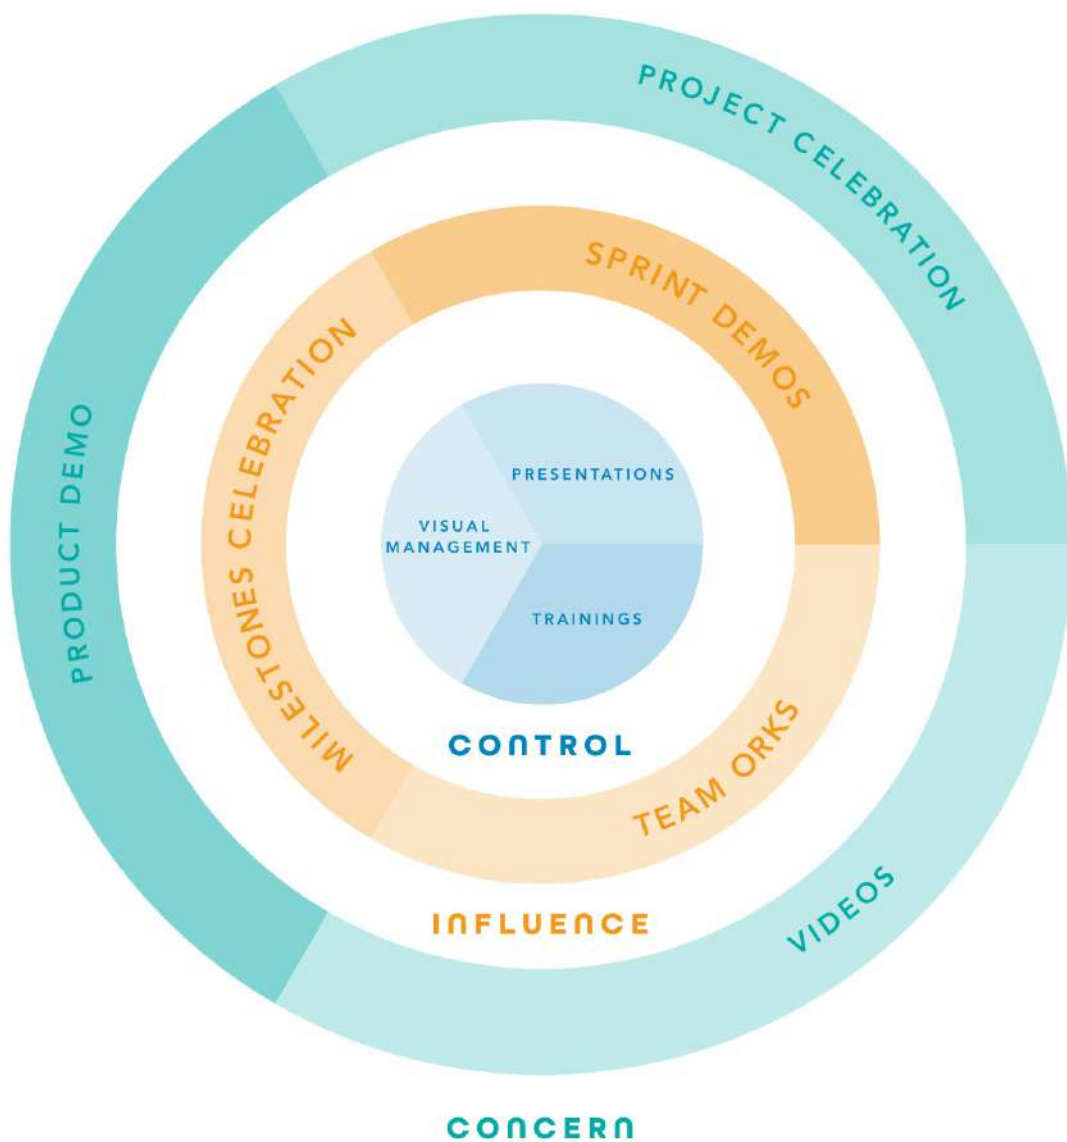 PROJECT CELEBRATION
SPRINT DEMOS
MILESTONES CELEBRATION
PRODUCT DEMO
PRESENTATIONS
VISUAL
MANAGEMENT
TRAININGS
CONTROL
TEAM ORKS
VIDEOS
INFLUENCE
CONCERN